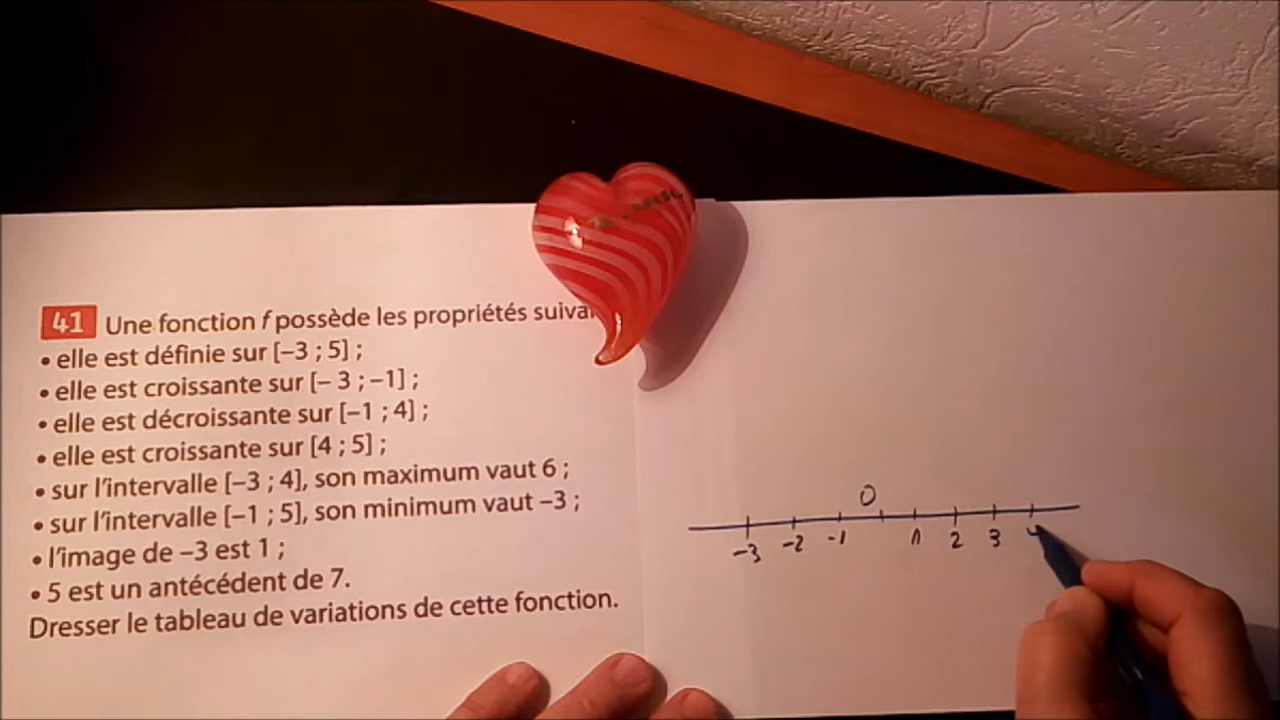 41 Une fonction f possède les propriétés
• elle est définie sur [–3 ; 5] ;
• elle est croissante sur [– 3 ; –1] ;
• elle est décroissante sur [–1 ; 4] ;
• elle est croissante sur [4 ; 5] ;
• sur l'intervalle [–3 ; 4], son maximum vaut 6 ;
• sur l'intervalle [–1 ; 5], son minimum vaut –3 ;
• l'image de –3 est 1 ;
• 5 est un antécédent de 7.
Dresser le tableau de variations de cette fonction.
0
-3 -2 -1 1 2 3